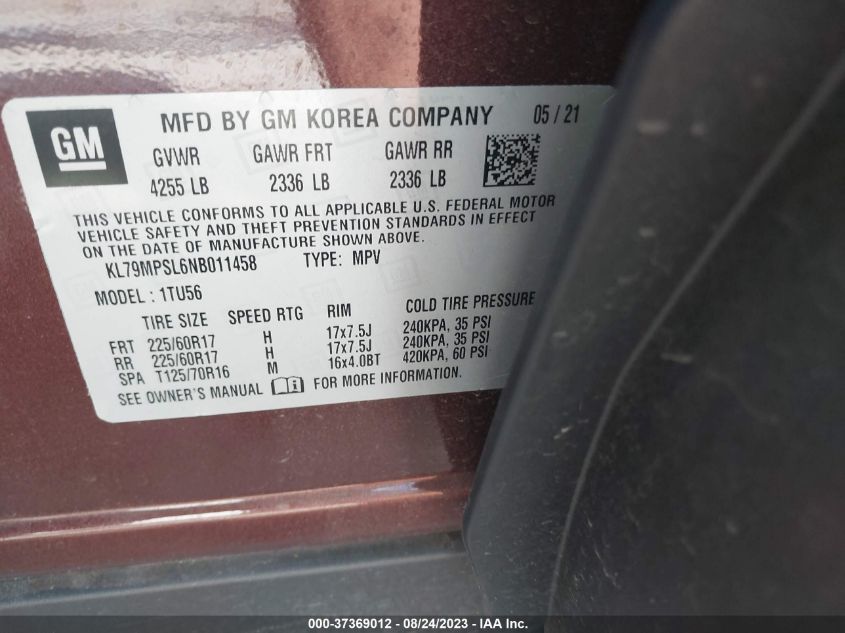 GM
MFD BY GM KOREA COMPANY 05 / 21
GVWR GAWR FRT GAWR RR
4255 LB 2336 LB 2336 LB
THIS VEHICLE CONFORMS TO ALL APPLICABLE U.S. FEDERAL MOTOR
VEHICLE SAFETY AND THEFT PREVENTION STANDARDS IN EFFECT
ON THE DATE OF MANUFACTURE SHOWN ABOVE.
KL79MPSL6NB011458 TYPE: MPV
MODEL : 1TU56
TIRE SIZE SPEED RTG RIM COLD TIRE PRESSURE
FRT 225/60R17 H 17x7.5J 240KPA, 35 PSI
RR 225/60R17 H 17x7.5J 240KPA, 35 PSI
SPA T125/70R16 M 16x4.0BT 420KPA, 60 PSI
SEE OWNER'S MANUAL FOR MORE INFORMATION.
000-37369012 - 08/24/2023 - IAA Inc.